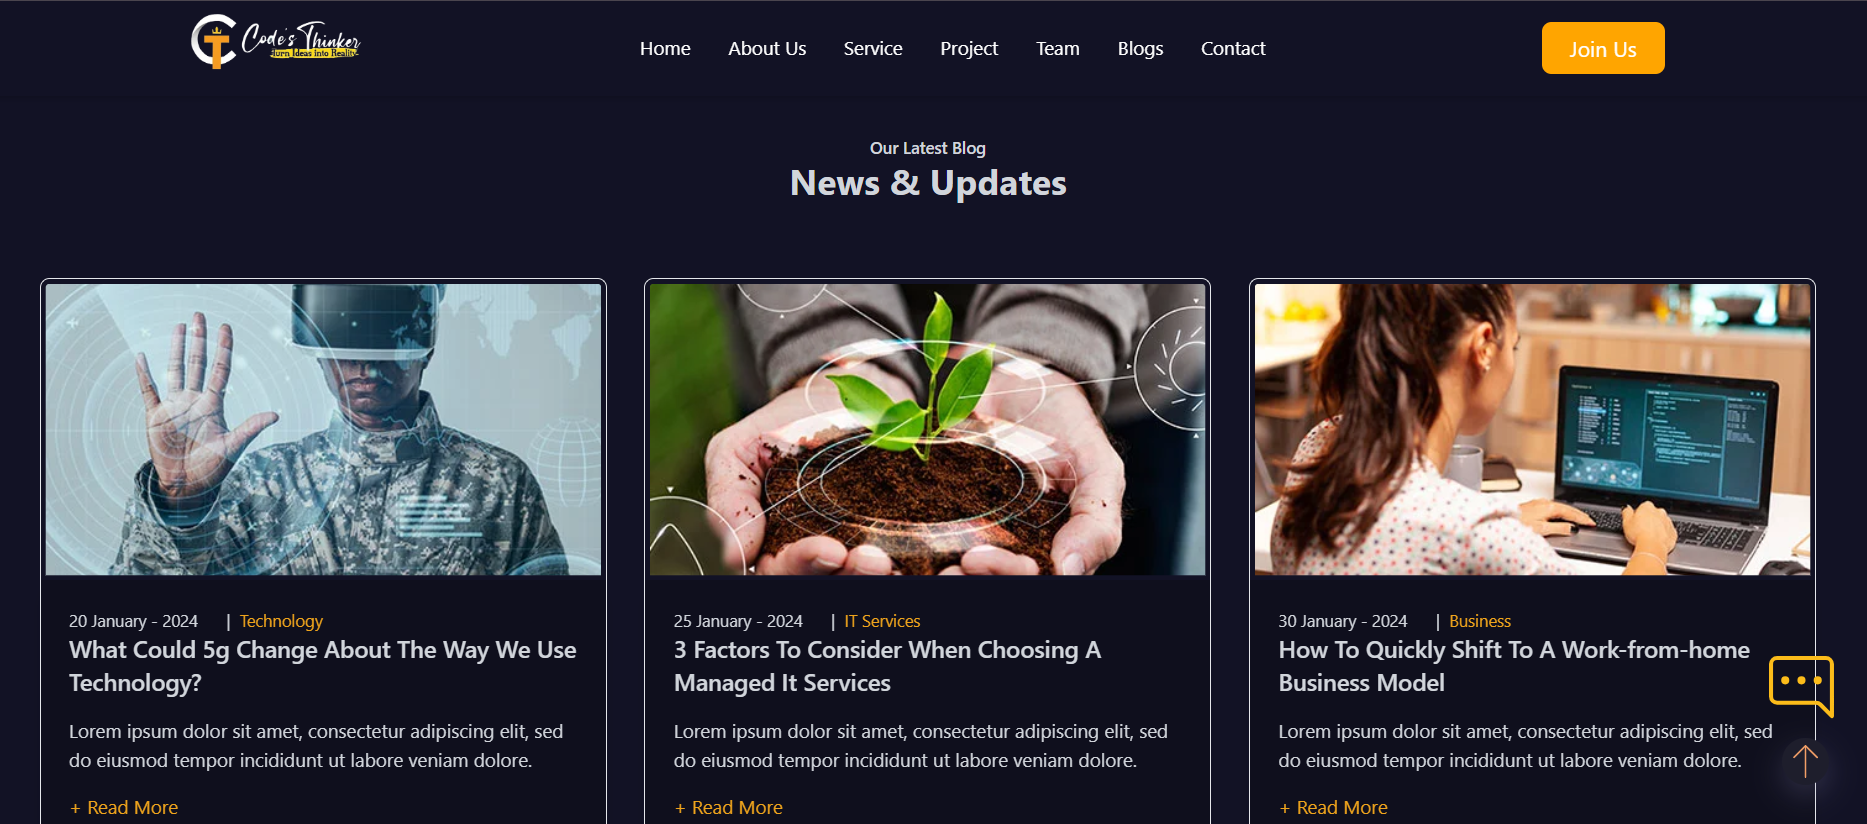 Code's Thinker
Turn Ideas Into Reality
Home
About Us
Service
Project
Team
Blogs
Contact
Join Us
Our Latest Blog
News & Updates
20 January - 2024 | Technology
What Could 5g Change About The Way We Use
Technology?
Lorem ipsum dolor sit amet, consectetur adipiscing elit, sed
do eiusmod tempor incididunt ut labore veniam dolore.
+ Read More
25 January - 2024 | IT Services
3 Factors To Consider When Choosing A
Managed It Services
Lorem ipsum dolor sit amet, consectetur adipiscing elit, sed
do eiusmod tempor incididunt ut labore veniam dolore.
+ Read More
30 January - 2024 | Business
How To Quickly Shift To A Work-from-home
Business Model
Lorem ipsum dolor sit amet, consectetur adipiscing elit, sed
do eiusmod tempor incididunt ut labore veniam dolore.
+ Read More